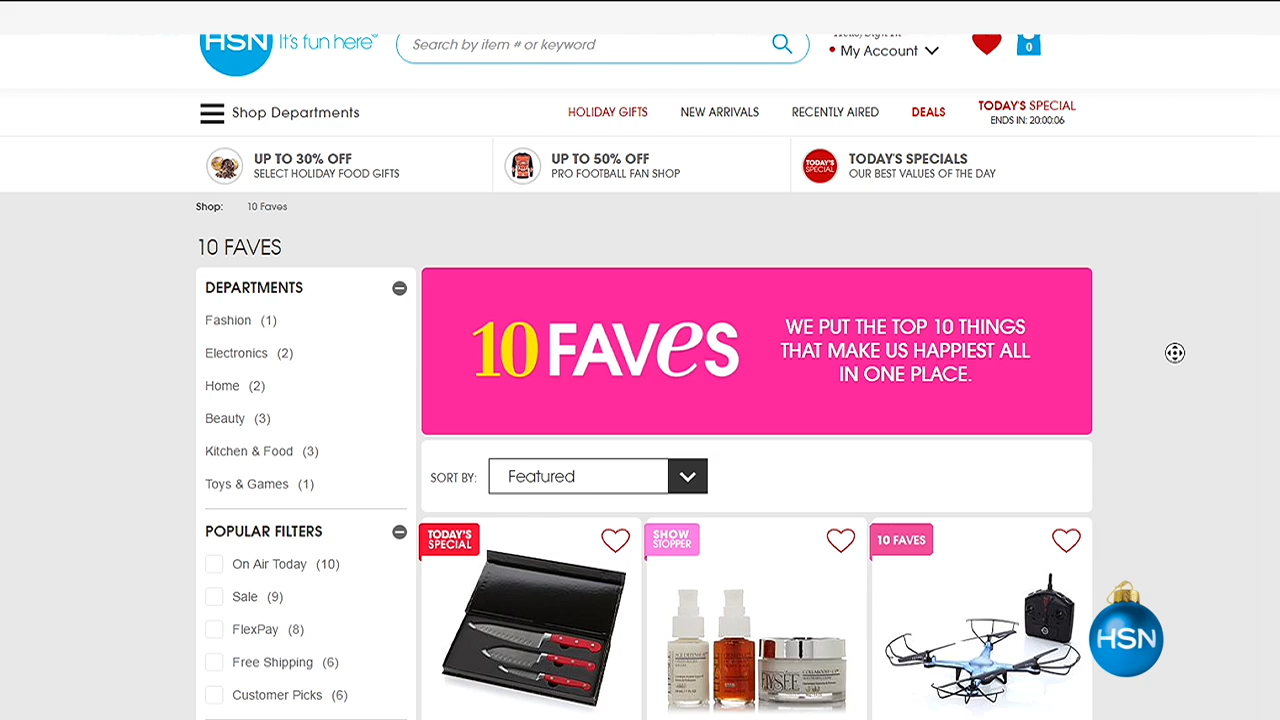 HSN It's fun here
Search by item # or keyword
My Account
0
Shop Departments
HOLIDAY GIFTS
NEW ARRIVALS
RECENTLY AIRED
DEALS
TODAY'S SPECIAL
ENDS IN: 20:00:06
UP TO 30% OFF
SELECT HOLIDAY FOOD GIFTS
UP TO 50% OFF
PRO FOOTBALL FAN SHOP
TODAY'S
SPECIAL
TODAY'S SPECIALS
OUR BEST VALUES OF THE DAY
Shop: 10 Faves
10 FAVES
DEPARTMENTS
Fashion (1)
Electronics (2)
Home (2)
Beauty (3)
Kitchen & Food (3)
Toys & Games (1)
POPULAR FILTERS
On Air Today (10)
Sale (9)
FlexPay (8)
Free Shipping (6)
Customer Picks (6)
10 FAVeS
WE PUT THE TOP 10 THINGS
THAT MAKE US HAPPIEST ALL
IN ONE PLACE.
SORT BY: Featured
TODAY'S
SPECIAL
SHOW
STOPPER
10 FAVES
HSN